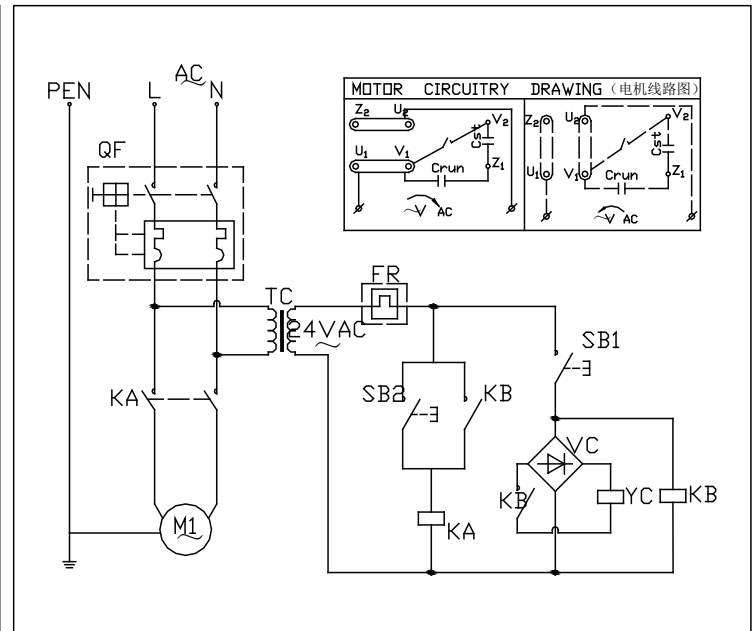 PEN L AC N
QF
MOTOR CIRCUITRY DRAWING (电机线路图)
Z2 U2 V2 Cst
U1 V1 Crun Z1
V AC
Z2 U2 V2 Cst
U1 V1 Crun Z1
V AC
TC FR
24VAC
SB1
KA SB2 KB
VC
KB YC KB
M1 KA